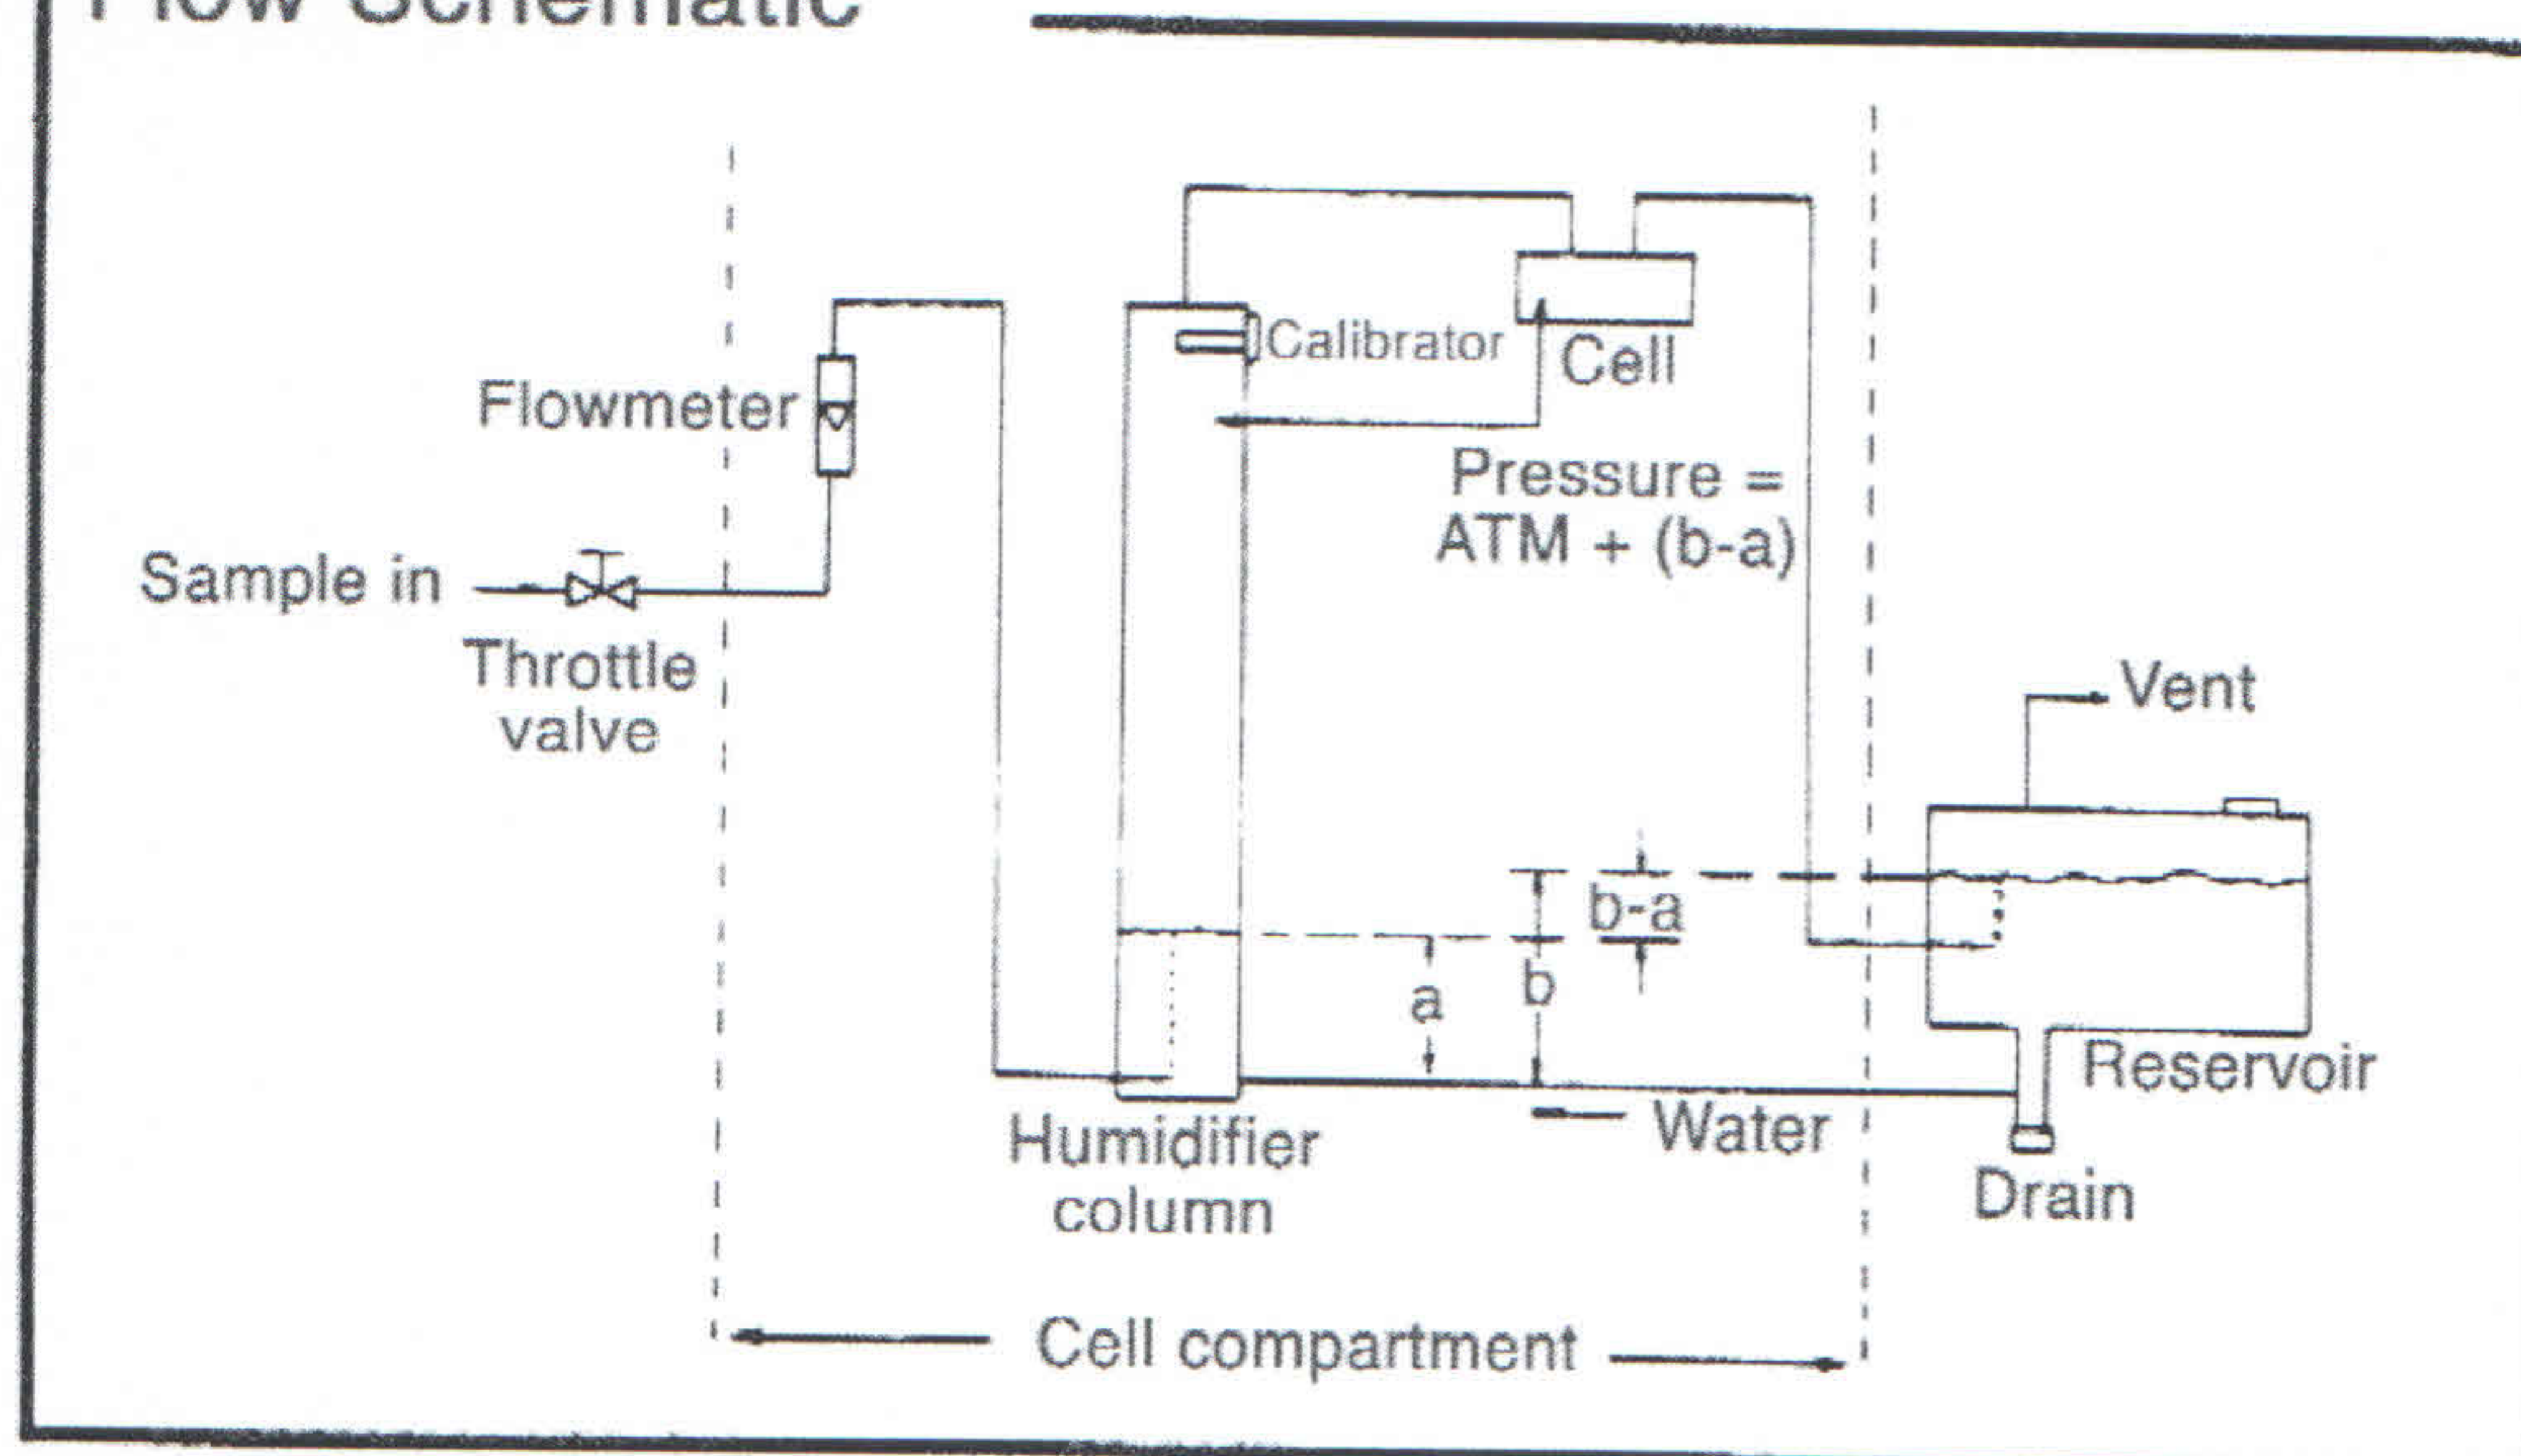 Flow Schematic
Calibrator
Cell
Flowmeter
Pressure =
ATM + (b-a)
Sample in
Throttle
valve
Vent
b-a
a
b
Reservoir
Water
Humidifier
column
Drain
Cell compartment